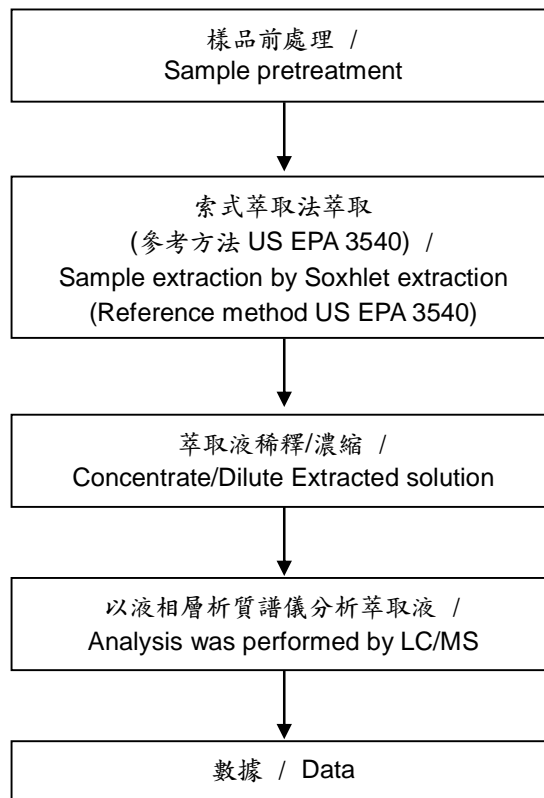 樣品前處理 /
Sample pretreatment
索式萃取法萃取
(參考方法 US EPA 3540) /
Sample extraction by Soxhlet extraction
(Reference method US EPA 3540)
萃取液稀釋/濃縮 /
Concentrate/Dilute Extracted solution
以液相層析質譜儀分析萃取液 /
Analysis was performed by LC/MS
數據 / Data